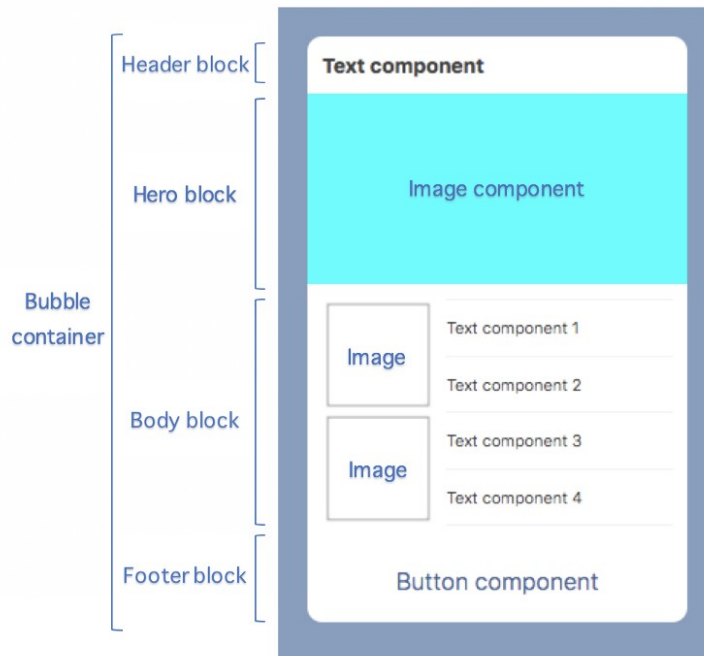 Header block
Text component
Hero block
Image component
Bubble
container
Body block
Image
Text component 1
Text component 2
Image
Text component 3
Text component 4
Footer block
Button component